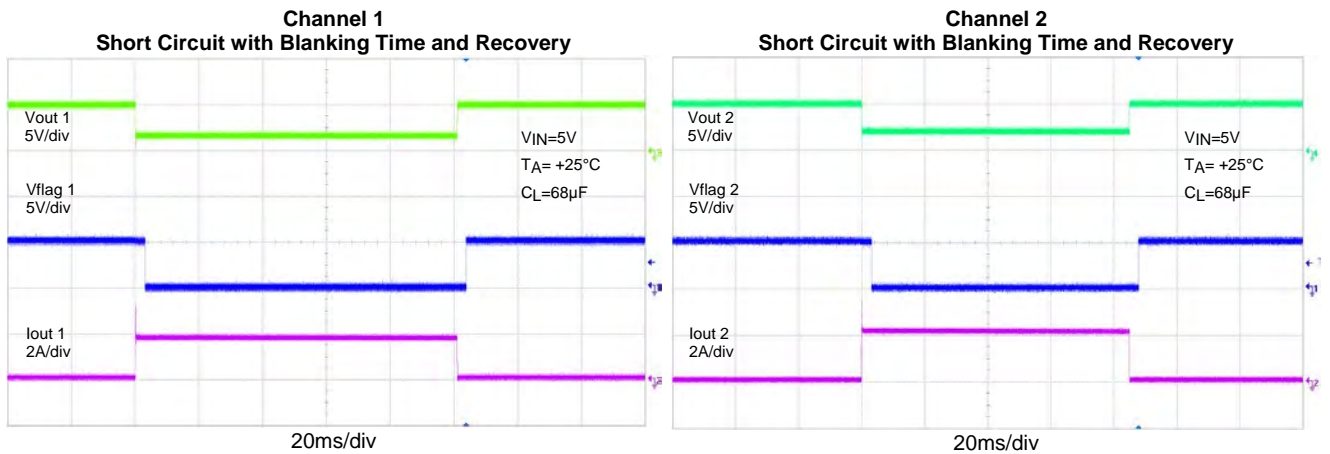 Channel 1
Short Circuit with Blanking Time and Recovery
Vout 1
5V/div
VIN=5V
TA= +25°C
CL=68µF
Vflag 1
5V/div
Iout 1
2A/div
20ms/div
Channel 2
Short Circuit with Blanking Time and Recovery
Vout 2
5V/div
VIN=5V
TA= +25°C
CL=68µF
Vflag 2
5V/div
Iout 2
2A/div
20ms/div